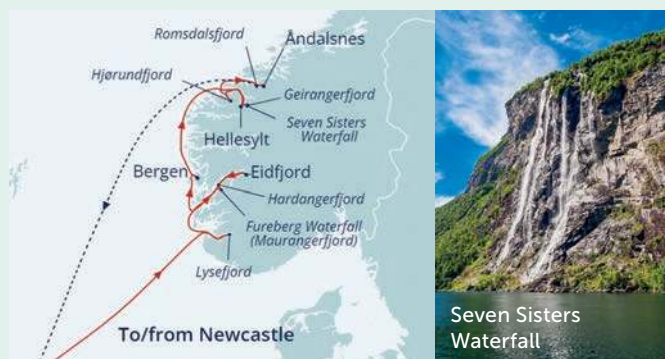 Romsdalsfjord
Åndalsnes
Hjørundfjord
Geirangerfjord
Hellesylt
Seven Sisters
Waterfall
Bergen
Eidfjord
Hardangerfjord
Fureberg Waterfall
(Maurangerfjord)
Lysefjord
To/from Newcastle
Seven Sisters
Waterfall